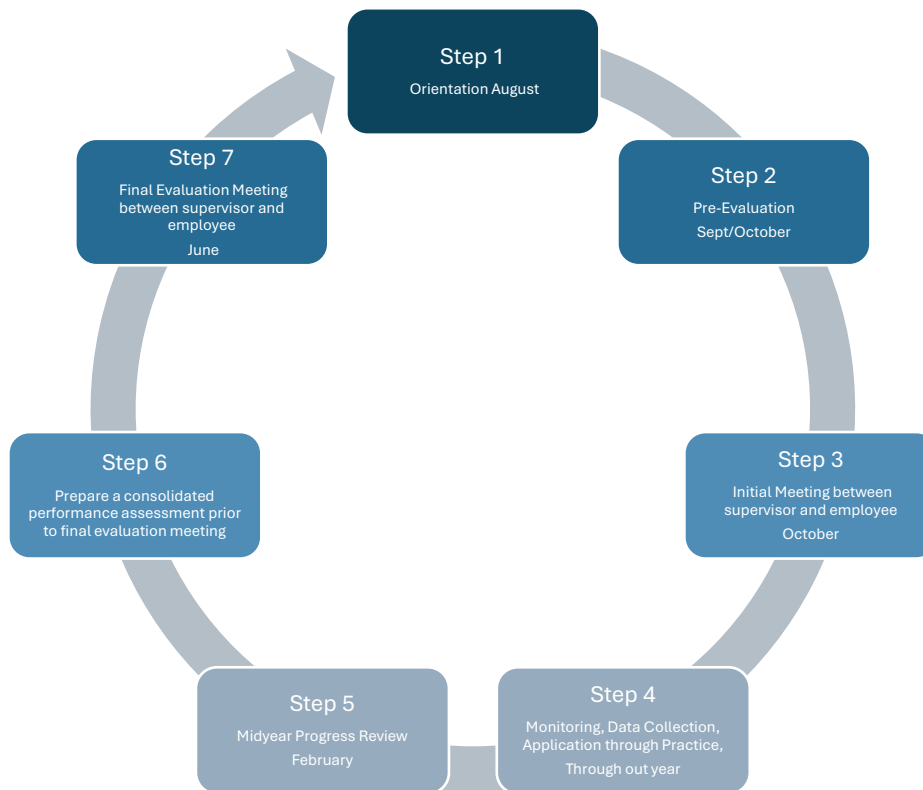 Step 1
Orientation August
Step 2
Pre-Evaluation
Sept/October
Step 3
Initial Meeting between
supervisor and employee
October
Step 4
Monitoring, Data Collection,
Application through Practice,
Through out year
Step 5
Midyear Progress Review
February
Step 6
Prepare a consolidated
performance assessment prior
to final evaluation meeting
Step 7
Final Evaluation Meeting
between supervisor and
employee
June